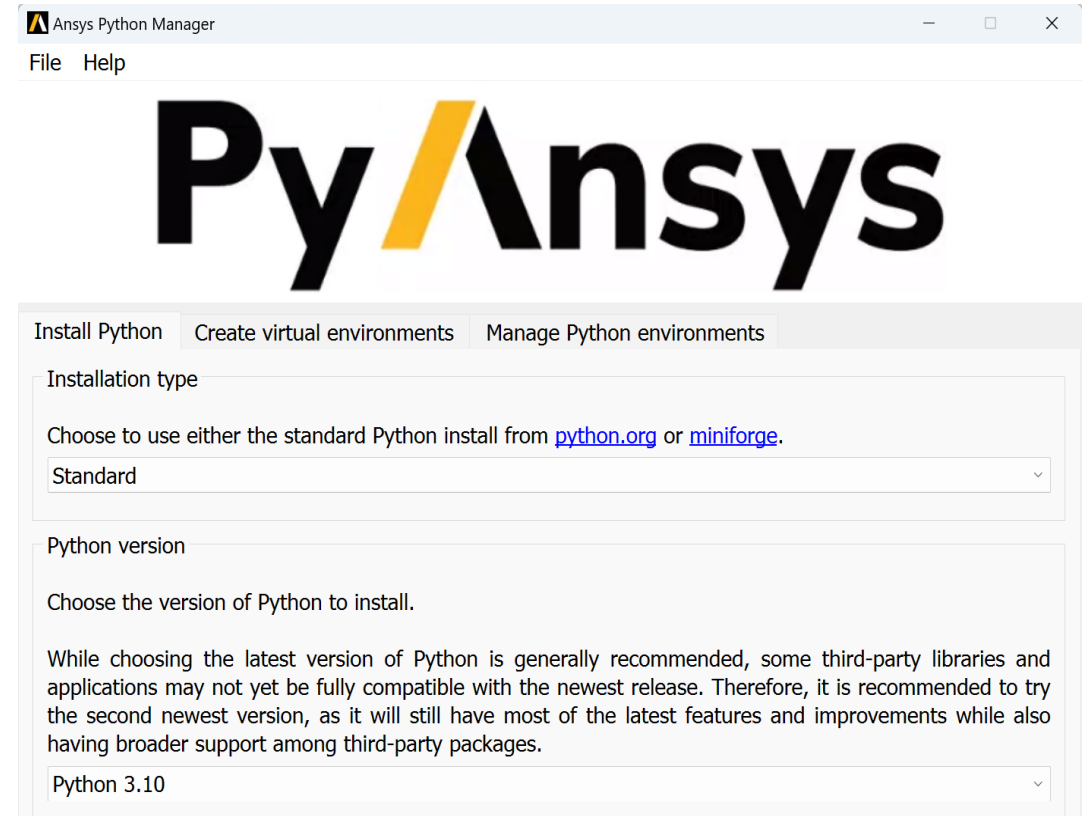 Ansys Python Manager
File Help
PyAnsys
Install Python Create virtual environments Manage Python environments
Installation type
Choose to use either the standard Python install from python.org or miniforge.
Standard
Python version
Choose the version of Python to install.
While choosing the latest version of Python is generally recommended, some third-party libraries and
applications may not yet be fully compatible with the newest release. Therefore, it is recommended to try
the second newest version, as it will still have most of the latest features and improvements while also
having broader support among third-party packages.
Python 3.10